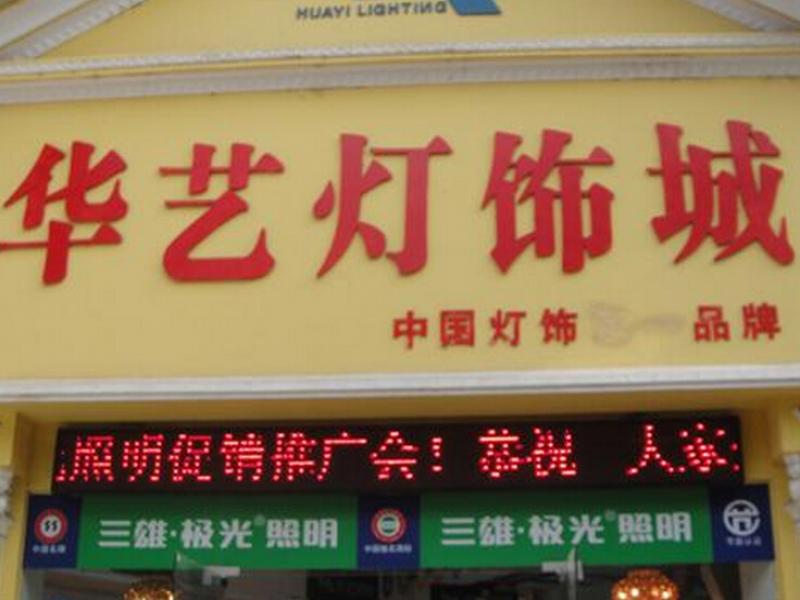 HUAYI LIGHTING
华艺灯饰城
中国灯饰 品牌
照明促销推广会！恭祝 人家
三雄·极光®照明 三雄·极光®照明